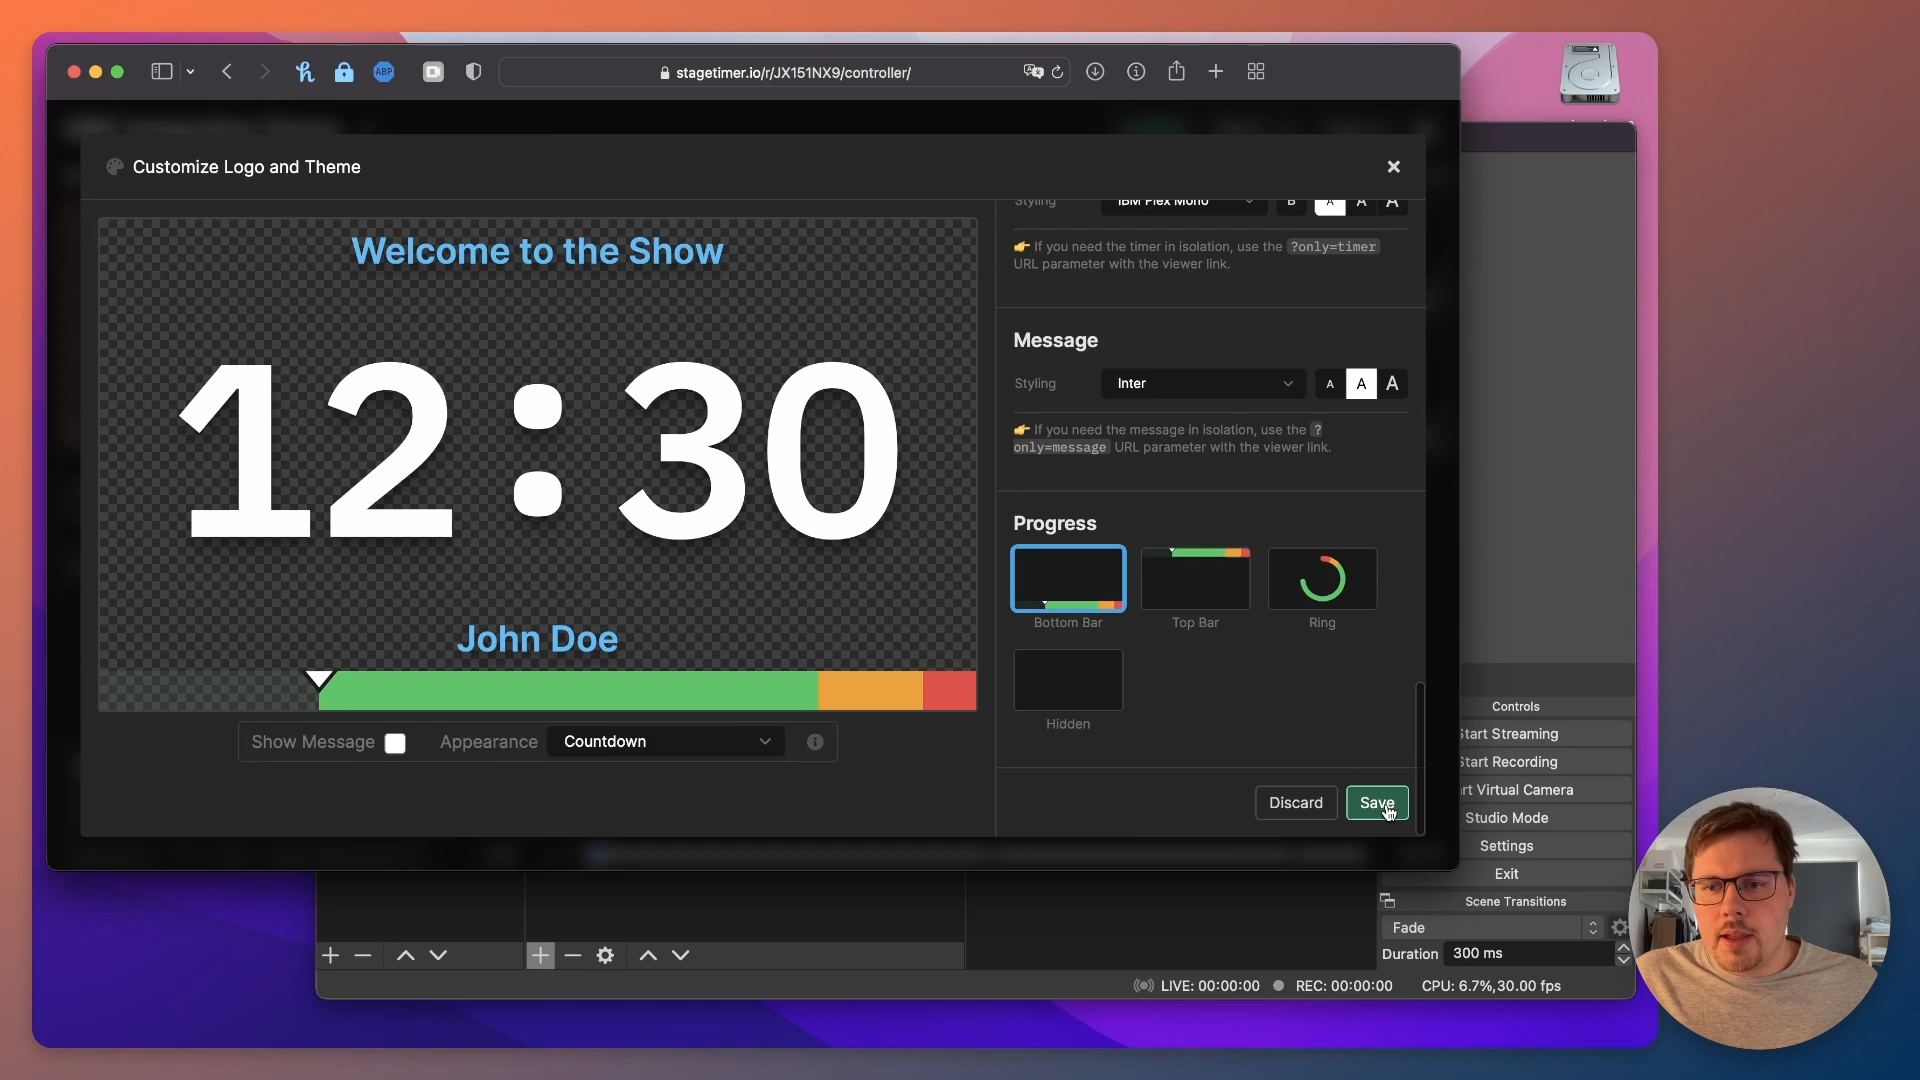 ABP
stagetimer.io/r/JX151NX9/controller/
Customize Logo and Theme
Welcome to the Show
12:30
John Doe
Show Message
Appearance
Countdown
Styling
IBM Plex Mono
B
A
A
A
👉 If you need the timer in isolation, use the ?only=timer
URL parameter with the viewer link.
Message
Styling
Inter
A
A
A
👉 If you need the message in isolation, use the ?
only=message URL parameter with the viewer link.
Progress
Bottom Bar
Top Bar
Ring
Hidden
Discard
Save
Controls
Start Streaming
Start Recording
rt Virtual Camera
Studio Mode
Settings
Exit
Scene Transitions
Fade
Duration
300 ms
LIVE: 00:00:00
REC: 00:00:00
CPU: 6.7%,30.00 fps